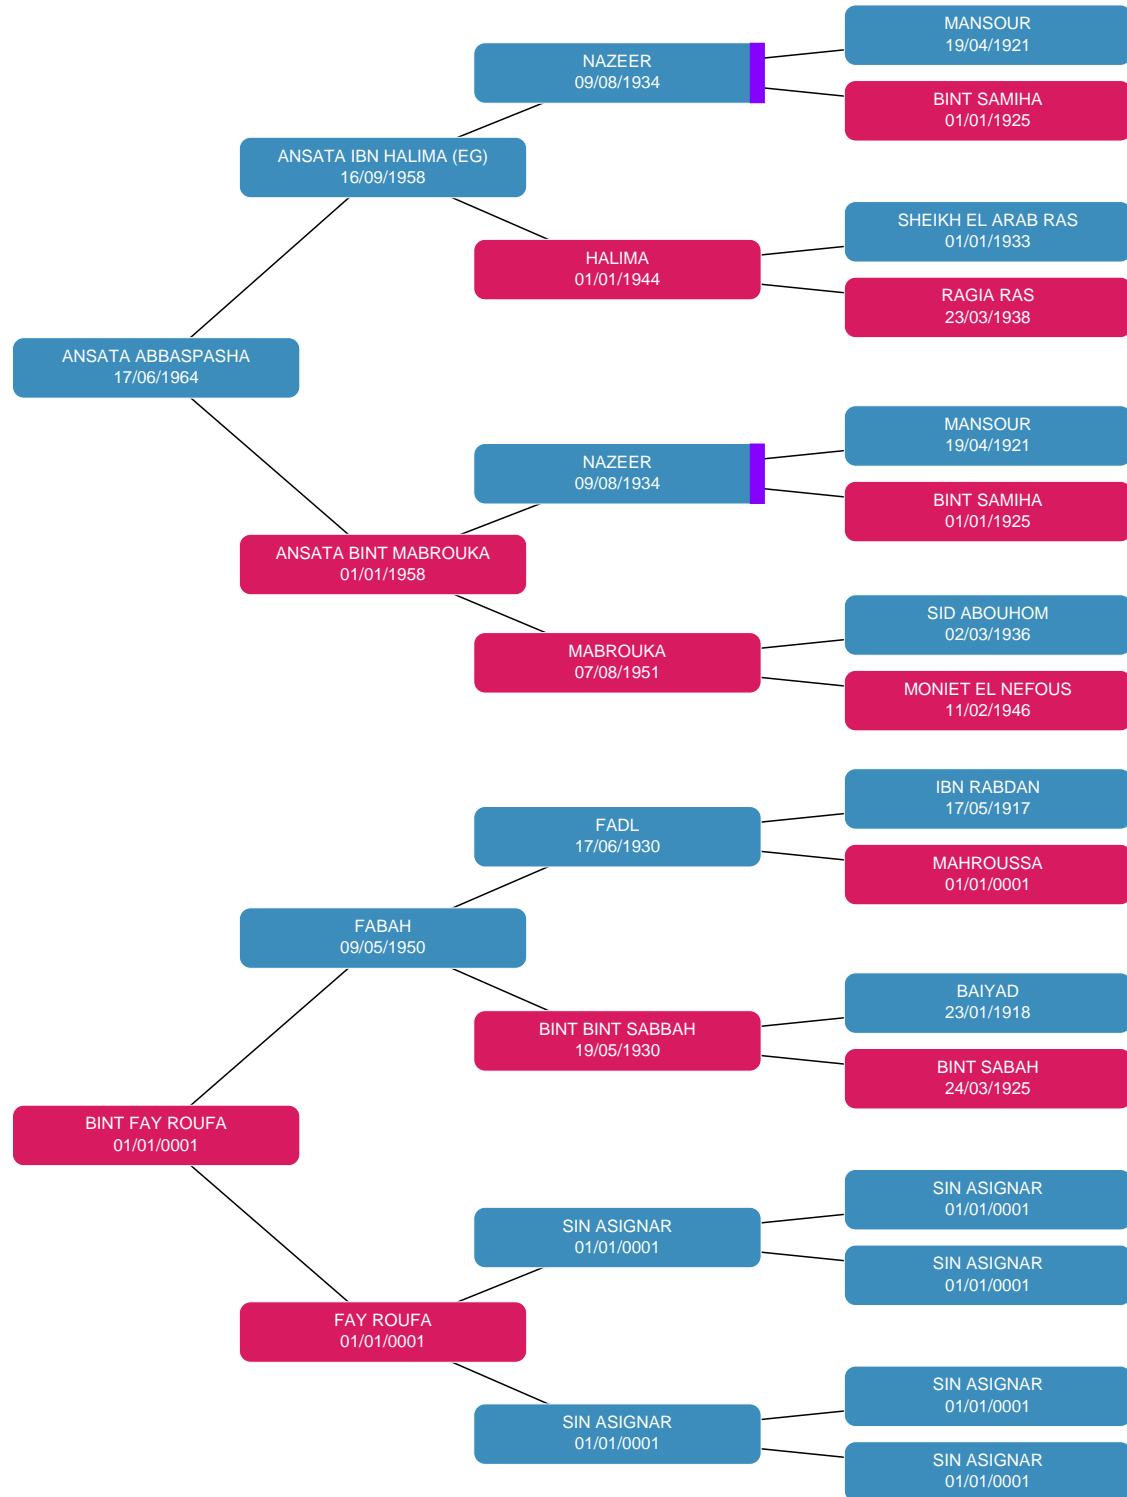 MANSOUR
19/04/1921
NAZEER
09/08/1934
BINT SAMIHA
01/01/1925
ANSATA IBN HALIMA (EG)
16/09/1958
SHEIKH EL ARAB RAS
01/01/1933
HALIMA
01/01/1944
RAGIA RAS
23/03/1938
ANSATA ABBASPASHA
17/06/1964
MANSOUR
19/04/1921
NAZEER
09/08/1934
BINT SAMIHA
01/01/1925
ANSATA BINT MABROUKA
01/01/1958
SID ABOUHOM
02/03/1936
MABROUKA
07/08/1951
MONIET EL NEFOUS
11/02/1946
IBN RABDAN
17/05/1917
FADL
17/06/1930
MAHROUSSA
01/01/0001
FABAH
09/05/1950
BAIYAD
23/01/1918
BINT BINT SABBAH
19/05/1930
BINT SABAH
24/03/1925
BINT FAY ROUFA
01/01/0001
SIN ASIGNAR
01/01/0001
SIN ASIGNAR
01/01/0001
SIN ASIGNAR
01/01/0001
FAY ROUFA
01/01/0001
SIN ASIGNAR
01/01/0001
SIN ASIGNAR
01/01/0001
SIN ASIGNAR
01/01/0001